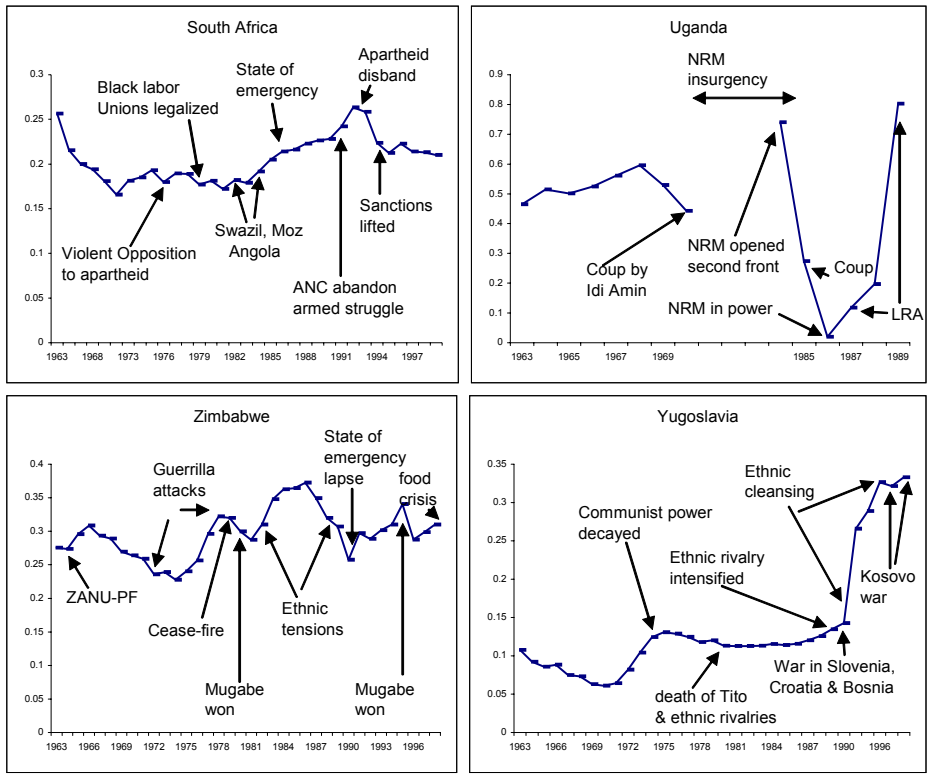 South Africa
0.3
0.25
0.2
0.15
0.1
0.05
0
Apartheid
disband
State of
emergency
Black labor
Unions legalized
Violent Opposition
to apartheid
Swazil, Moz
Angola
Sanctions
lifted
ANC abandon
armed struggle
1963 1968 1973 1976 1979 1982 1985 1988 1991 1994 1997
Uganda
0.9
0.8
0.7
0.6
0.5
0.4
0.3
0.2
0.1
0
NRM
insurgency
Coup by
Idi Amin
NRM opened
second front
Coup
NRM in power
LRA
1963 1965 1967 1969 1985 1987 1989
Zimbabwe
0.4
0.35
0.3
0.25
0.2
0.15
0.1
0.05
0
State of
emergency
lapse
food
crisis
Guerrilla
attacks
ZANU-PF
Cease-fire
Ethnic
tensions
Mugabe
won
Mugabe
won
1963 1966 1969 1972 1975 1978 1981 1984 1987 1990 1996
Yugoslavia
0.35
0.3
0.25
0.2
0.15
0.1
0.05
0
Ethnic
cleansing
Communist power
decayed
Ethnic rivalry
intensified
Kosovo
war
War in Slovenia,
Croatia & Bosnia
death of Tito
& ethnic rivalries
1963 1966 1969 1972 1975 1978 1981 1984 1987 1990 1996